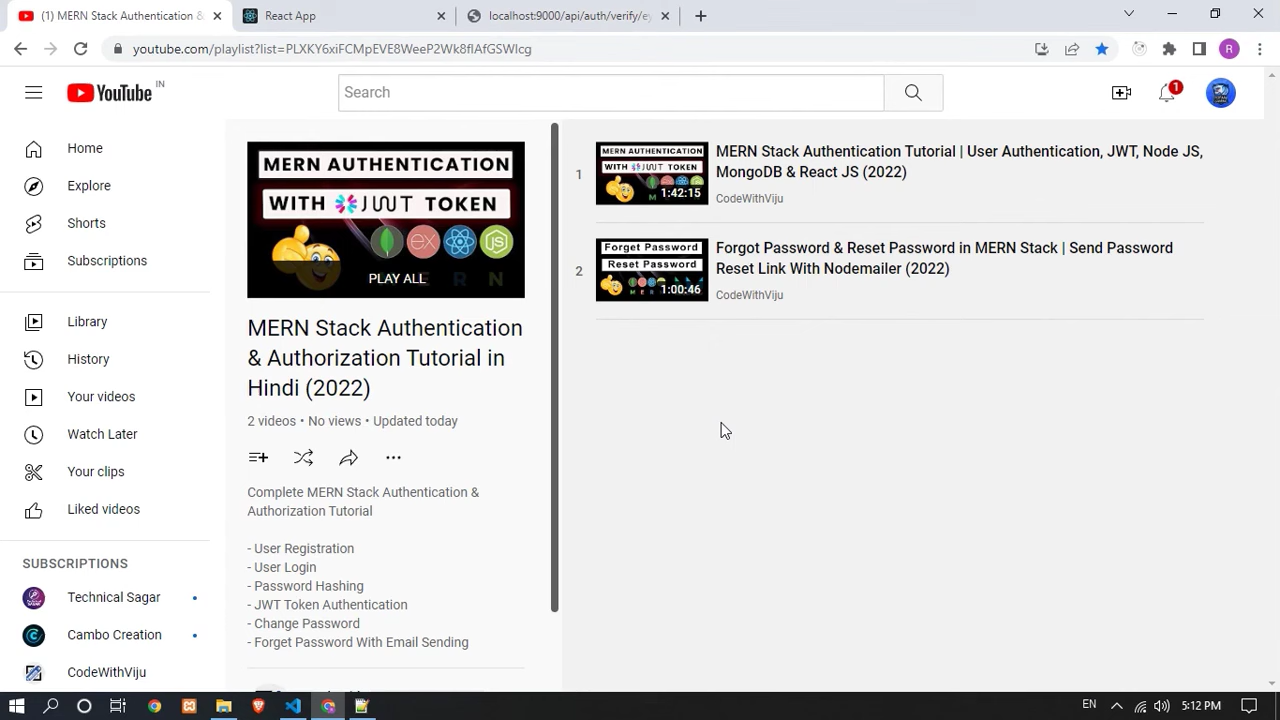 (1) MERN Stack Authentication &
React App
localhost:9000/api/auth/verify/ey
youtube.com/playlist?list=PLXKY6xiFCMpEVE8WeeP2Wk8flAfGSWIcg
R
YouTube IN
Search
1
Home
Explore
Shorts
Subscriptions
Library
History
Your videos
Watch Later
Your clips
Liked videos
SUBSCRIPTIONS
Technical Sagar
Cambo Creation
CodeWithViju
MERN AUTHENTICATION
WITH JWT TOKEN
PLAY ALL
MERN Stack Authentication
& Authorization Tutorial in
Hindi (2022)
2 videos • No views • Updated today
Complete MERN Stack Authentication &
Authorization Tutorial
- User Registration
- User Login
- Password Hashing
- JWT Token Authentication
- Change Password
- Forget Password With Email Sending
1
MERN AUTHENTICATION
WITH JWT TOKEN
1:42:15
MERN Stack Authentication Tutorial | User Authentication, JWT, Node JS,
MongoDB & React JS (2022)
CodeWithViju
2
Forget Password
Reset Password
1:00:46
Forgot Password & Reset Password in MERN Stack | Send Password
Reset Link With Nodemailer (2022)
CodeWithViju
EN
5:12 PM